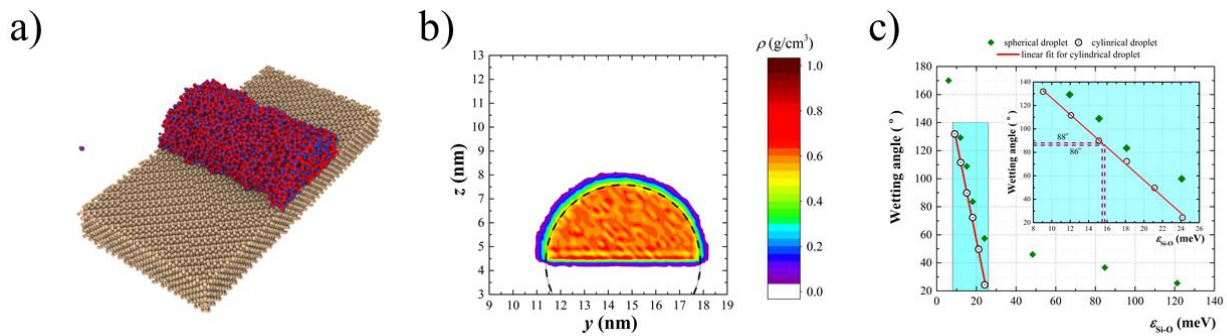 a)
b)
c)
ρ (g/cm³)
13
12
11
10
9
8
7
6
5
4
3
z (nm)
9 10 11 12 13 14 15 16 17 18 19
y (nm)
1.0
0.8
0.6
0.4
0.2
0.0
spherical droplet cylinrical droplet
linear fit for cylindrical droplet
180
160
140
120
100
80
60
40
20
Wetting angle (°)
0 20 40 60 80 100 120 140
εSi-O (meV)
140
120
100
80
60
40
20
Wetting angle (°)
88°
86°
8 10 12 14 16 18 20 22 24 26
εSi-O (meV)